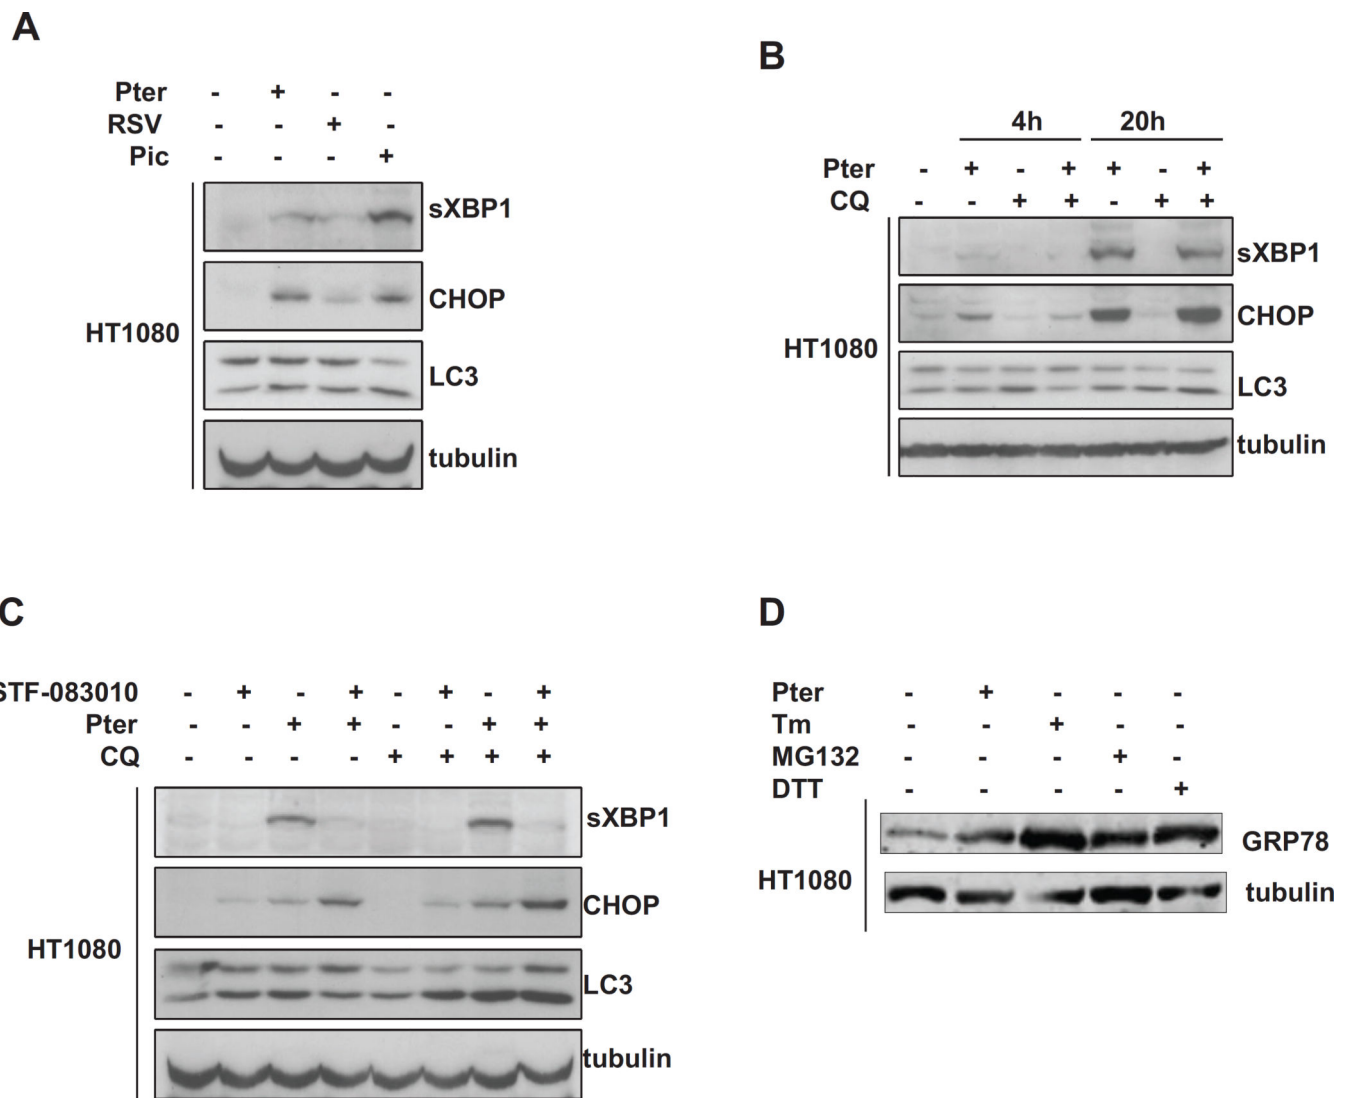 A
Pter - + - -
RSV - - + -
Pic - - - +
sXBP1
CHOP
HT1080
LC3
tubulin
B
4h 20h
Pter - + - + + - +
CQ - - + + - + +
sXBP1
CHOP
HT1080
LC3
tubulin
C
STF-083010 - + - + - + - +
Pter - - + + - - + +
CQ - - - - + + + +
sXBP1
CHOP
HT1080
LC3
tubulin
D
Pter - + - - -
Tm - - + - -
MG132 - - - + -
DTT - - - - +
GRP78
HT1080
tubulin